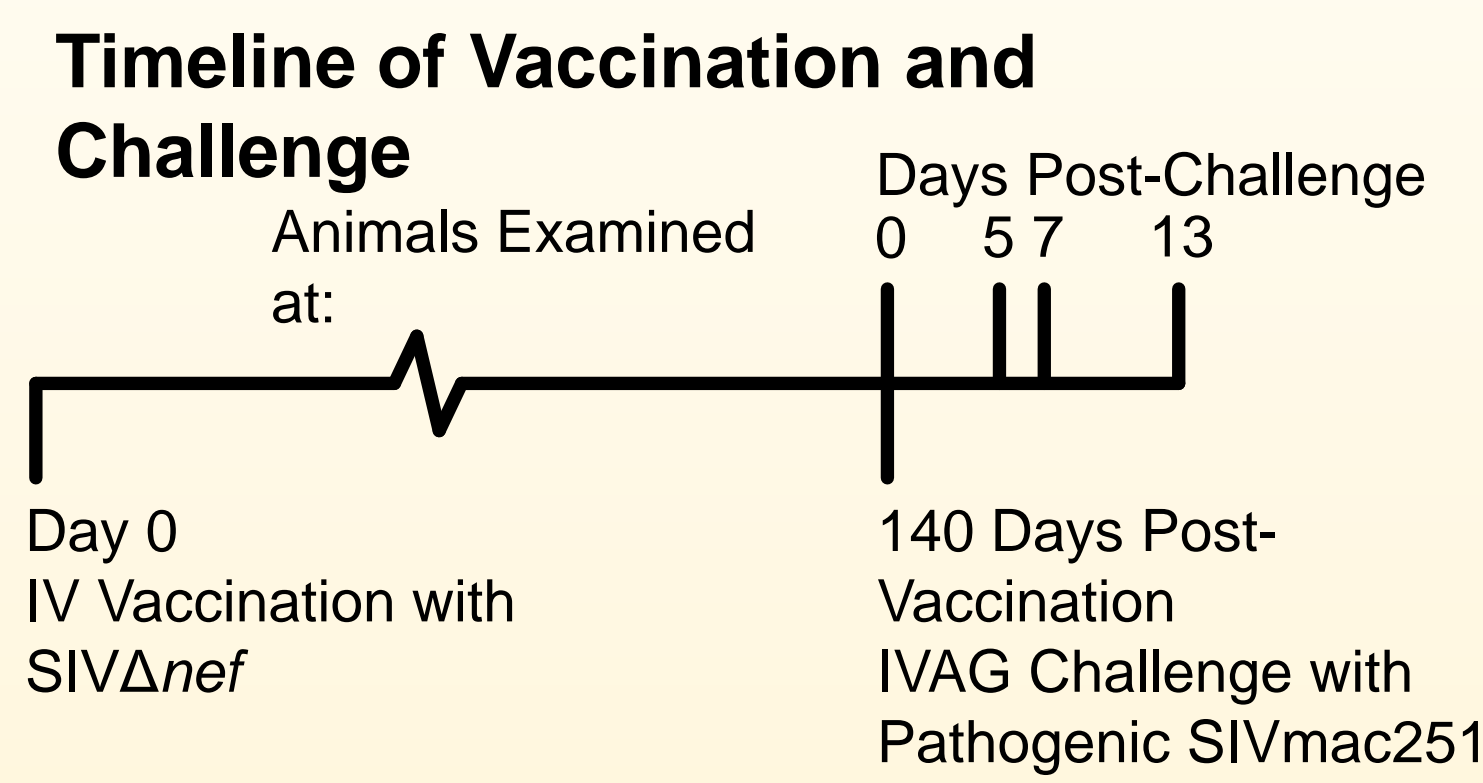 Timeline of Vaccination and
Challenge
Days Post-Challenge
Animals Examined
at:
0 5 7 13
Day 0
IV Vaccination with
SIVΔnef
140 Days Post-
Vaccination
IVAG Challenge with
Pathogenic SIVmac251